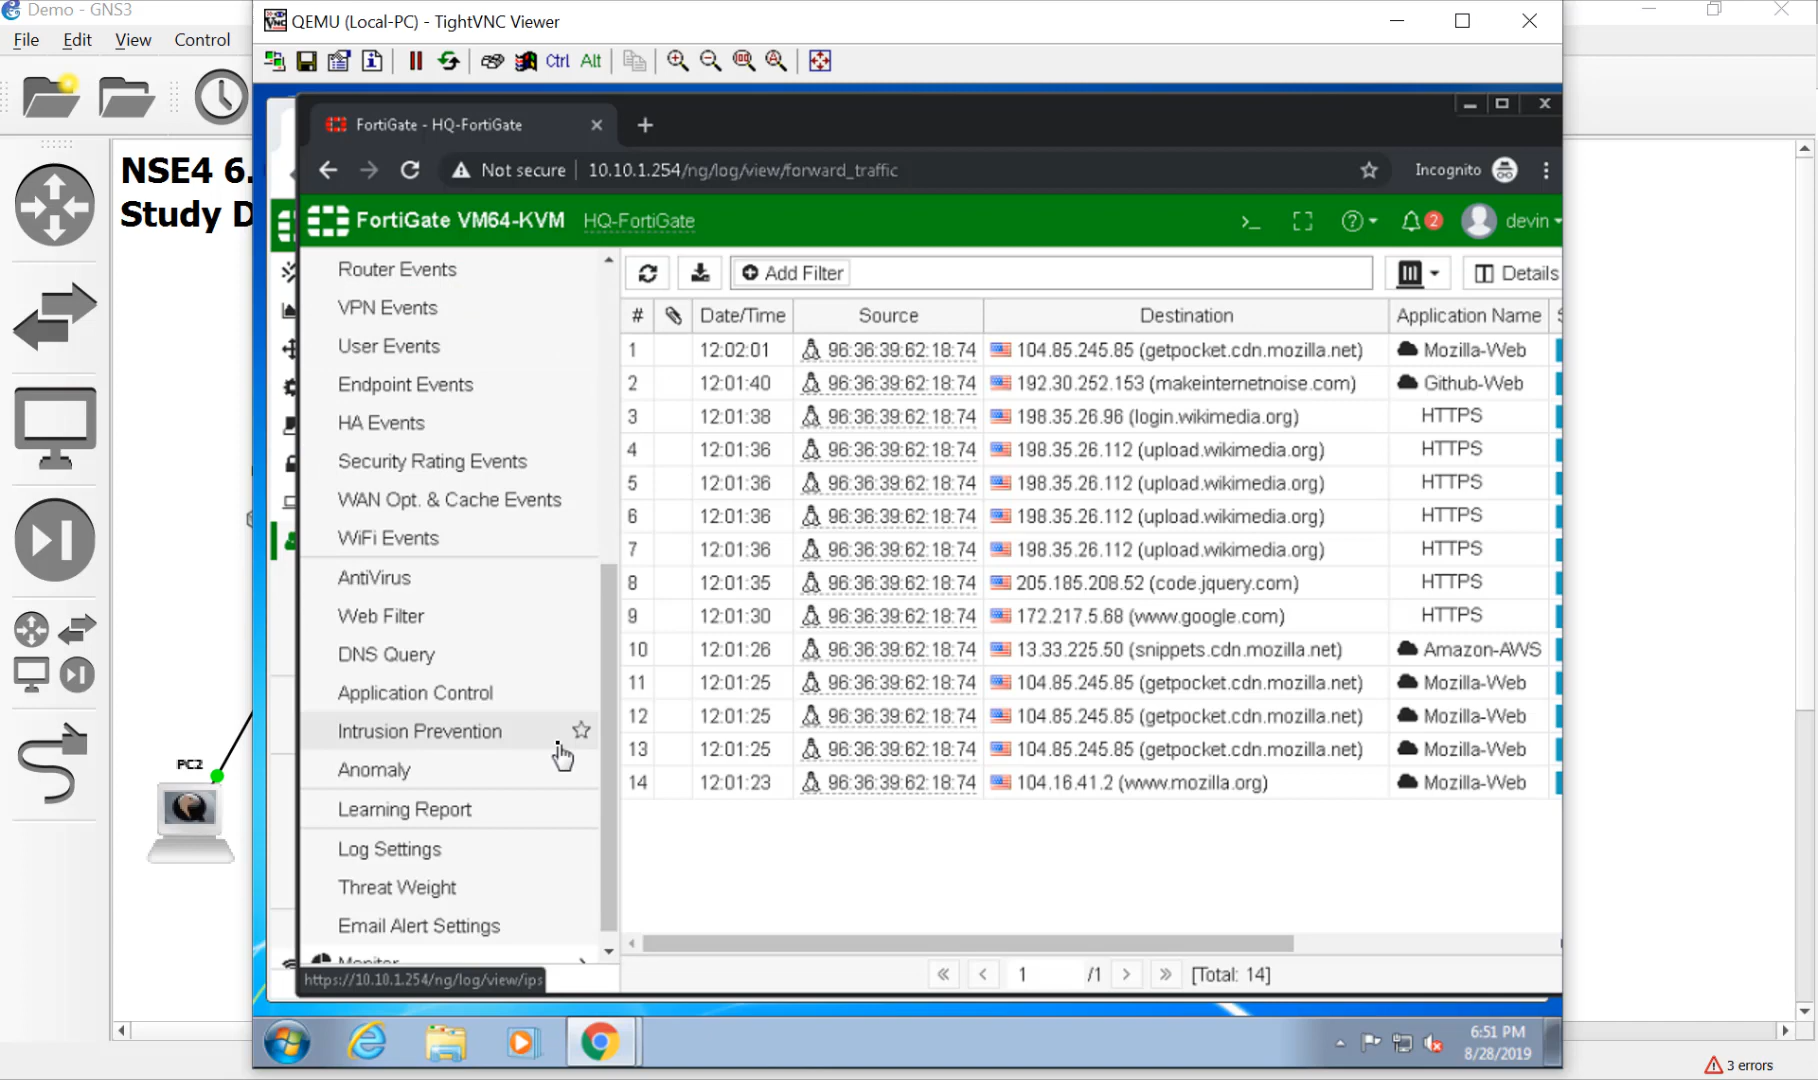 Demo - GNS3
File Edit View Control
NSE4 6.
Study D
PC2
3 errors
QEMU (Local-PC) - TightVNC Viewer
Ctrl Alt
FortiGate - HQ-FortiGate
Not secure 10.10.1.254/ng/log/view/forward_traffic Incognito
FortiGate VM64-KVM HQ-FortiGate >_ 2 devin
Router Events
VPN Events
User Events
Endpoint Events
HA Events
Security Rating Events
WAN Opt. & Cache Events
WiFi Events
AntiVirus
Web Filter
DNS Query
Application Control
Intrusion Prevention
Anomaly
Learning Report
Log Settings
Threat Weight
Email Alert Settings
Monitor
https://10.10.1.254/ng/log/view/ips
Add Filter Details
# Date/Time Source Destination Application Name
1 12:02:01 96:36:39:62:18:74 104.85.245.85 (getpocket.cdn.mozilla.net) Mozilla-Web
2 12:01:40 96:36:39:62:18:74 192.30.252.153 (makeinternetnoise.com) Github-Web
3 12:01:38 96:36:39:62:18:74 198.35.26.96 (login.wikimedia.org) HTTPS
4 12:01:36 96:36:39:62:18:74 198.35.26.112 (upload.wikimedia.org) HTTPS
5 12:01:36 96:36:39:62:18:74 198.35.26.112 (upload.wikimedia.org) HTTPS
6 12:01:36 96:36:39:62:18:74 198.35.26.112 (upload.wikimedia.org) HTTPS
7 12:01:36 96:36:39:62:18:74 198.35.26.112 (upload.wikimedia.org) HTTPS
8 12:01:35 96:36:39:62:18:74 205.185.208.52 (code.jquery.com) HTTPS
9 12:01:30 96:36:39:62:18:74 172.217.5.68 (www.google.com) HTTPS
10 12:01:26 96:36:39:62:18:74 13.33.225.50 (snippets.cdn.mozilla.net) Amazon-AWS
11 12:01:25 96:36:39:62:18:74 104.85.245.85 (getpocket.cdn.mozilla.net) Mozilla-Web
12 12:01:25 96:36:39:62:18:74 104.85.245.85 (getpocket.cdn.mozilla.net) Mozilla-Web
13 12:01:25 96:36:39:62:18:74 104.85.245.85 (getpocket.cdn.mozilla.net) Mozilla-Web
14 12:01:23 96:36:39:62:18:74 104.16.41.2 (www.mozilla.org) Mozilla-Web
« < 1 /1 > » [Total: 14]
6:51 PM
8/28/2019